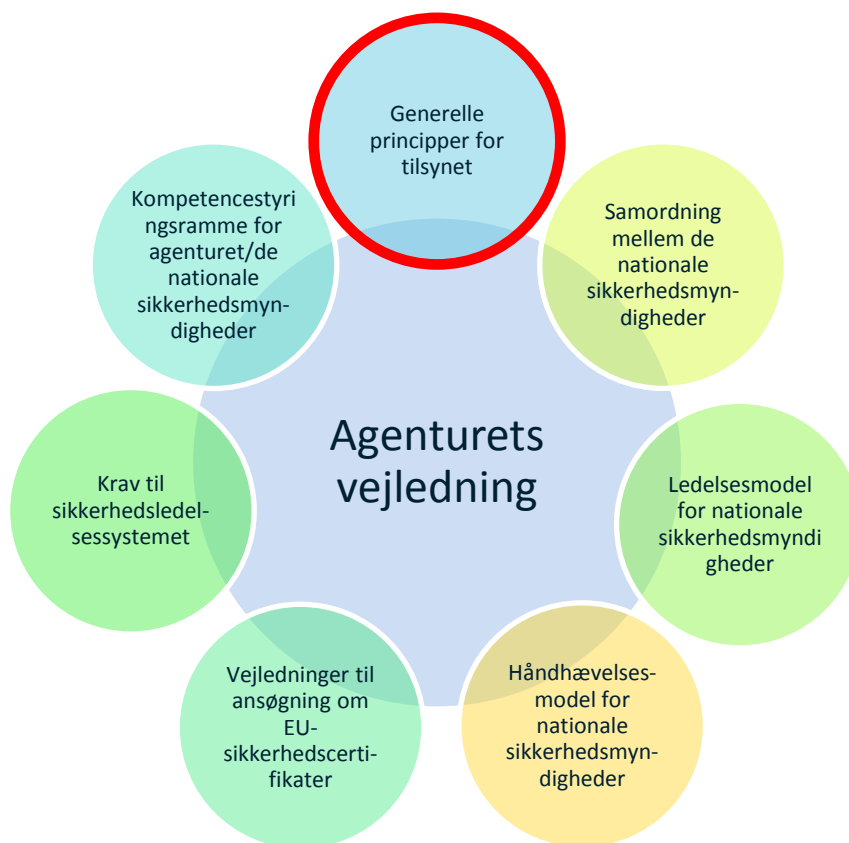 Generelle
principper for
tilsynet
Samordning
mellem de
nationale
sikkerhedsmyn-
digheder
Ledelsesmodel
for nationale
sikkerhedsmyndi
gheder
Håndhævelses-
model for
nationale
sikkerhedsmyn-
digheder
Vejledninger til
ansøgning om
EU-
sikkerhedscerti-
fikater
Krav til
sikkerhedsledel-
sessystemet
Kompetencestyri
ngsramme for
agenturet/de
nationale
sikkerhedsmyn-
digheder
Agenturets
vejledning